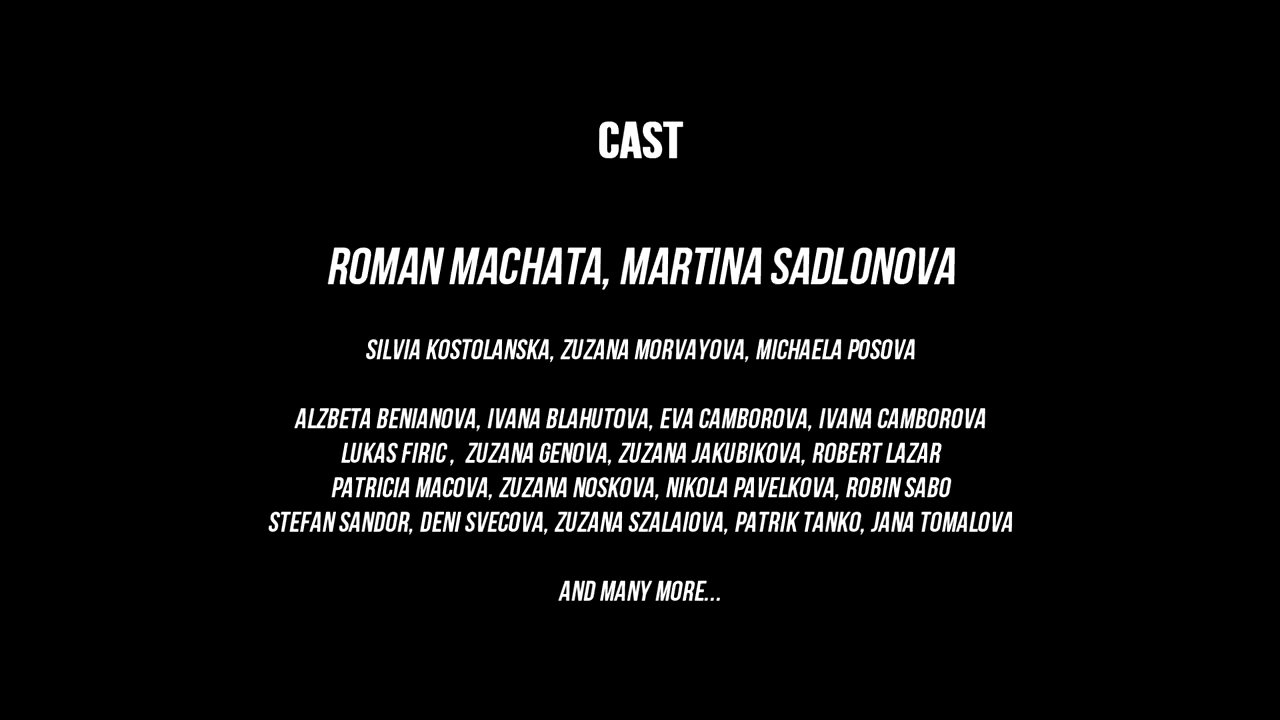 CAST
ROMAN MACHATA, MARTINA SADLONOVA
SILVIA KOSTOLANSKA, ZUZANA MORVAYOVA, MICHAELA POSOVA
ALZBETA BENIANOVA, IVANA BLAHUTOVA, EVA CAMBOROVA, IVANA CAMBOROVA
LUKAS FIRIC , ZUZANA GENOVA, ZUZANA JAKUBIKOVA, ROBERT LAZAR
PATRICIA MACOVA, ZUZANA NOSKOVA, NIKOLA PAVELKOVA, ROBIN SABO
STEFAN SANDOR, DENI SVECOVA, ZUZANA SZALAIOVA, PATRIK TANKO, JANA TOMALOVA
AND MANY MORE...